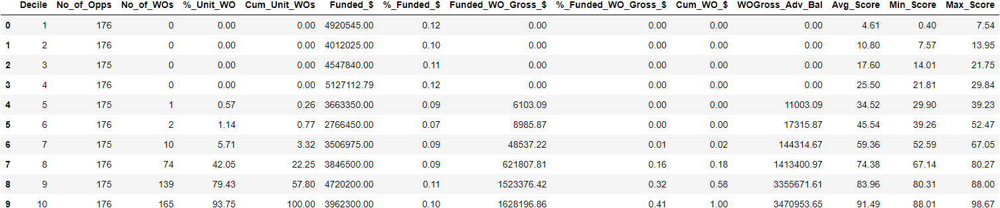 Decile No_of_Opps No_of_WOs %_Unit_WO Cum_Unit_WOs Funded_$ %_Funded_$ Funded_WO_Gross_$ %_Funded_WO_Gross_$ Cum_WO_$ WOGross_Adv_Bal Avg_Score Min_Score Max_Score
0 1 176 0 0.00 0.00 4920545.00 0.12 0.00 0.00 0.00 0.00 4.61 0.40 7.54
1 2 176 0 0.00 0.00 4012025.00 0.10 0.00 0.00 0.00 0.00 10.80 7.57 13.95
2 3 175 0 0.00 0.00 4547840.00 0.11 0.00 0.00 0.00 0.00 17.60 14.01 21.75
3 4 176 0 0.00 0.00 5127112.79 0.12 0.00 0.00 0.00 0.00 25.50 21.81 29.84
4 5 175 1 0.57 0.26 3663350.00 0.09 6103.09 0.00 0.00 11003.09 34.52 29.90 39.23
5 6 176 2 1.14 0.77 2766450.00 0.07 8985.87 0.00 0.00 17315.87 45.54 39.26 52.47
6 7 175 10 5.71 3.32 3506975.00 0.09 48537.22 0.01 0.02 144314.67 59.36 52.59 67.05
7 8 176 74 42.05 22.25 3846500.00 0.09 621807.81 0.16 0.18 1413400.97 74.38 67.14 80.27
8 9 175 139 79.43 57.80 4720200.00 0.11 1523376.42 0.32 0.58 3355671.61 83.96 80.31 88.00
9 10 176 165 93.75 100.00 3962300.00 0.10 1628196.86 0.41 1.00 3470953.65 91.49 88.01 98.67